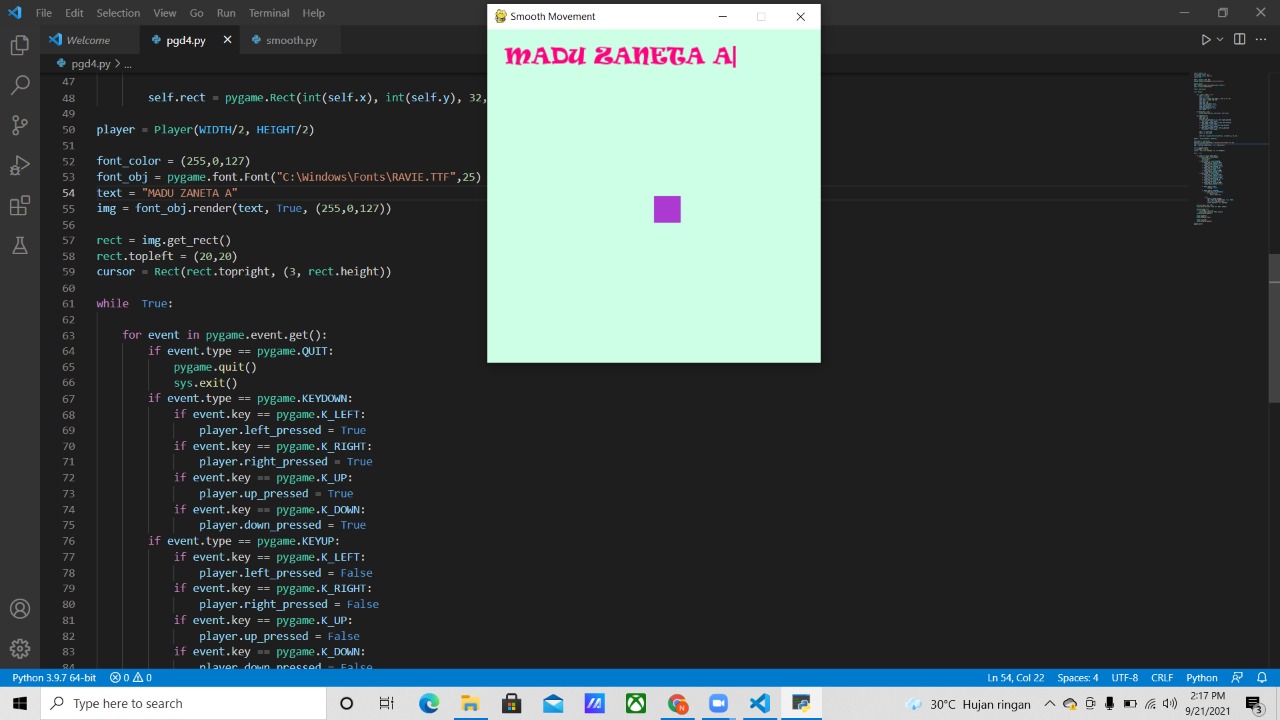 File
Smooth Movement
Welcome
pgd4.py
smooth.py
pgd4.py > ...
MADU ZANETA A
47
48 self.rect = pygame.Rect(int(self.x), int(self.y), 32,
49
50 player = Player(WIDTH/2, HEIGHT/2)
51
52 font_color = (255,0,127)
53 font_obj = pygame.font.Font("C:\Windows\Fonts\RAVIE.TTF",25)
54 text = "MADU ZANETA A"
55 img = font_obj.render(text, True, (255,0,127))
56
57 rect = img.get_rect()
58 rect.topleft = (20,20)
59 cursor = Rect(rect.topright, (3, rect.height))
60
61 while True:
62
63 for event in pygame.event.get():
64 if event.type == pygame.QUIT:
65 pygame.quit()
66 sys.exit()
67 if event.type == pygame.KEYDOWN:
68 if event.key == pygame.K_LEFT:
69 player.left_pressed = True
70 if event.key == pygame.K_RIGHT:
71 player.right_pressed = True
72 if event.key == pygame.K_UP:
73 player.up_pressed = True
74 if event.key == pygame.K_DOWN:
75 player.down_pressed = True
76 if event.type == pygame.KEYUP:
77 if event.key == pygame.K_LEFT:
78 player.left_pressed = False
79 if event.key == pygame.K_RIGHT:
80 player.right_pressed = False
81 if event.key == pygame.K_UP:
82 player.up_pressed = False
83 if event.key == pygame.K_DOWN:
84 player.down_pressed = False
Python 3.9.7 64-bit 0 0
Ln 54, Col 22 Spaces: 4 UTF-8 CRLF Python
Type here to search
30°C Hujan ringan
2:17 PM
9/22/2021
3